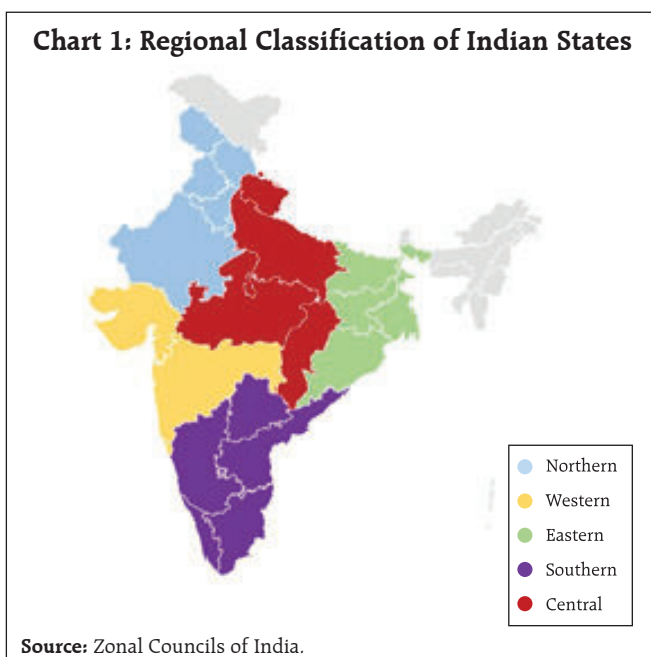 Chart 1: Regional Classification of Indian States
Northern
Western
Eastern
Southern
Central
Source: Zonal Councils of India.